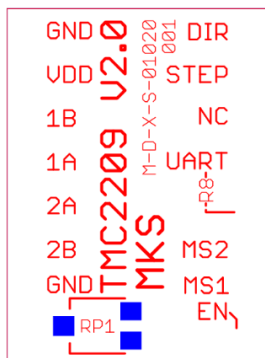 GND
VDD
1B
1A
2A
2B
GND
TMC2209 V2.0
MKS
M-D-X-S-01020
001
DIR
STEP
NC
UART
R8
MS2
MS1
EN
RP1